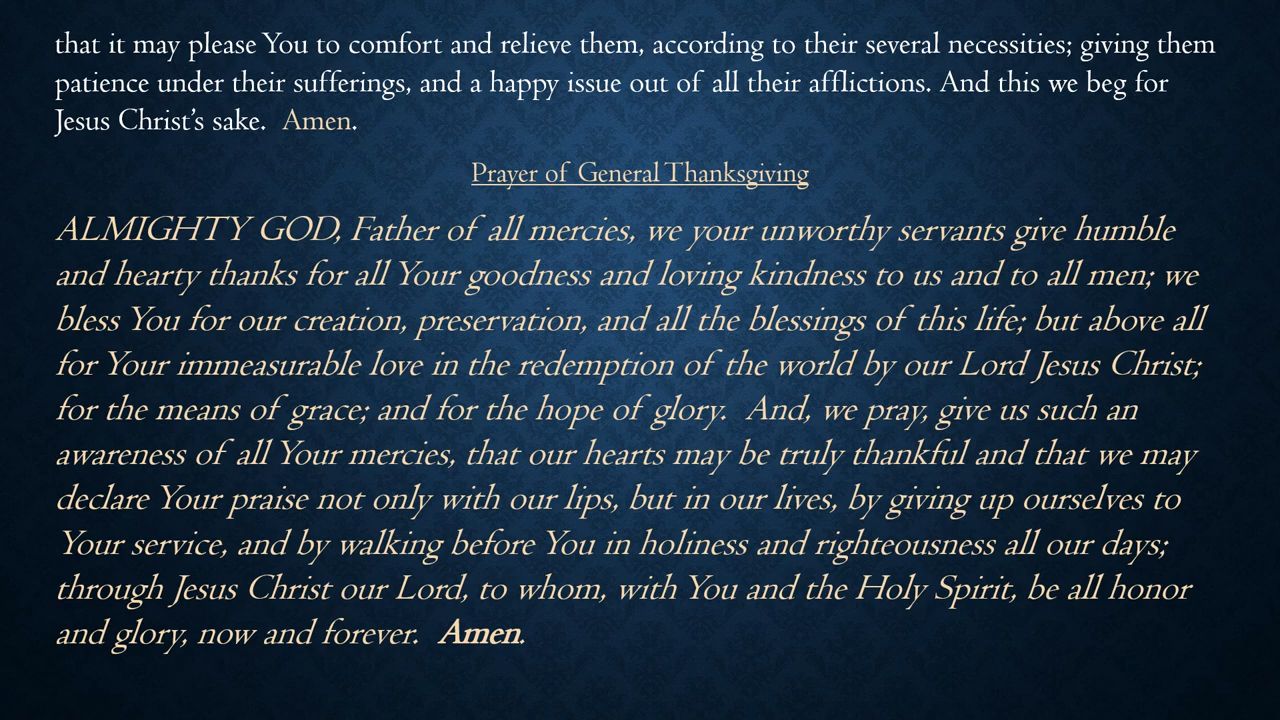 that it may please You to comfort and relieve them, according to their several necessities; giving them
patience under their sufferings, and a happy issue out of all their afflictions. And this we beg for
Jesus Christ’s sake.  Amen.
Prayer of General Thanksgiving
ALMIGHTY GOD, Father of all mercies, we your unworthy servants give humble
and hearty thanks for all Your goodness and loving kindness to us and to all men; we
bless You for our creation, preservation, and all the blessings of this life; but above all
for Your immeasurable love in the redemption of the world by our Lord Jesus Christ;
for the means of grace; and for the hope of glory.  And, we pray, give us such an
awareness of all Your mercies, that our hearts may be truly thankful and that we may
declare Your praise not only with our lips, but in our lives, by giving up ourselves to
Your service, and by walking before You in holiness and righteousness all our days;
through Jesus Christ our Lord, to whom, with You and the Holy Spirit, be all honor
and glory, now and forever.  Amen.